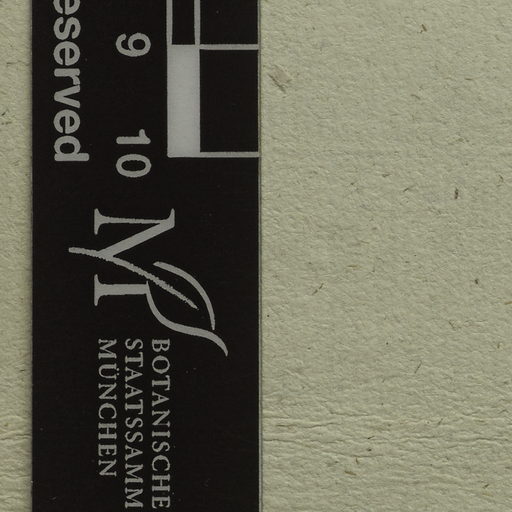 eserved
9
10
M
BOTANISCHE
STAATSSAMM
MÜNCHEN